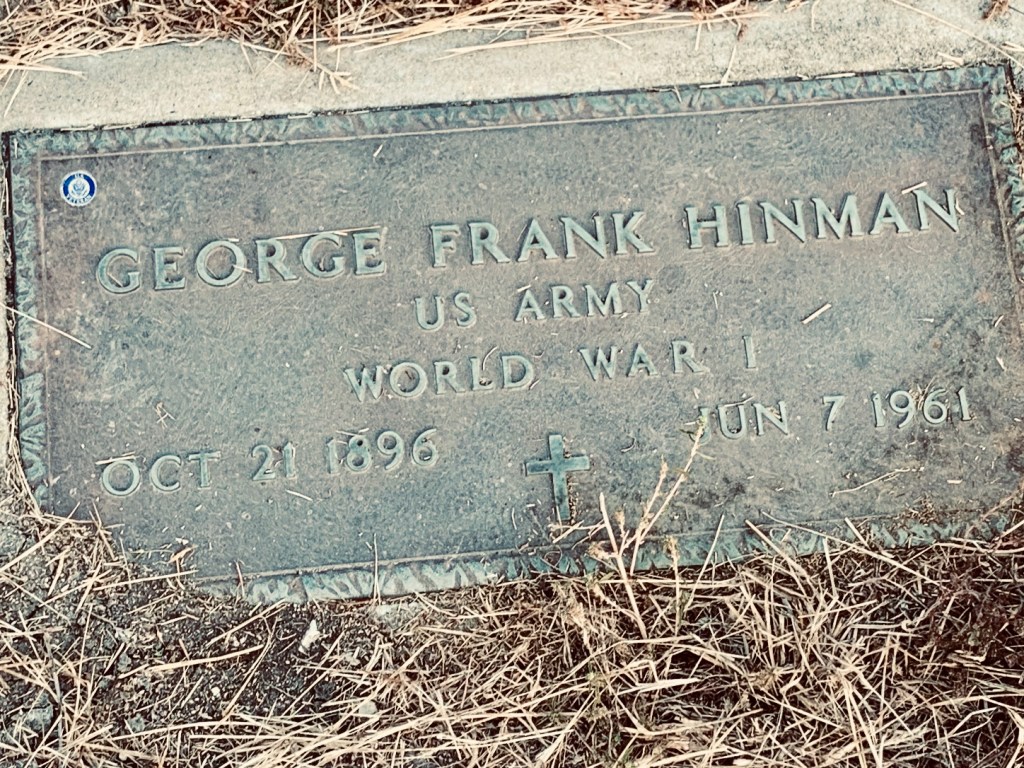 GEORGE FRANK HINMAN
US ARMY
WORLD WAR I
OCT 21 1896 JUN 7 1961